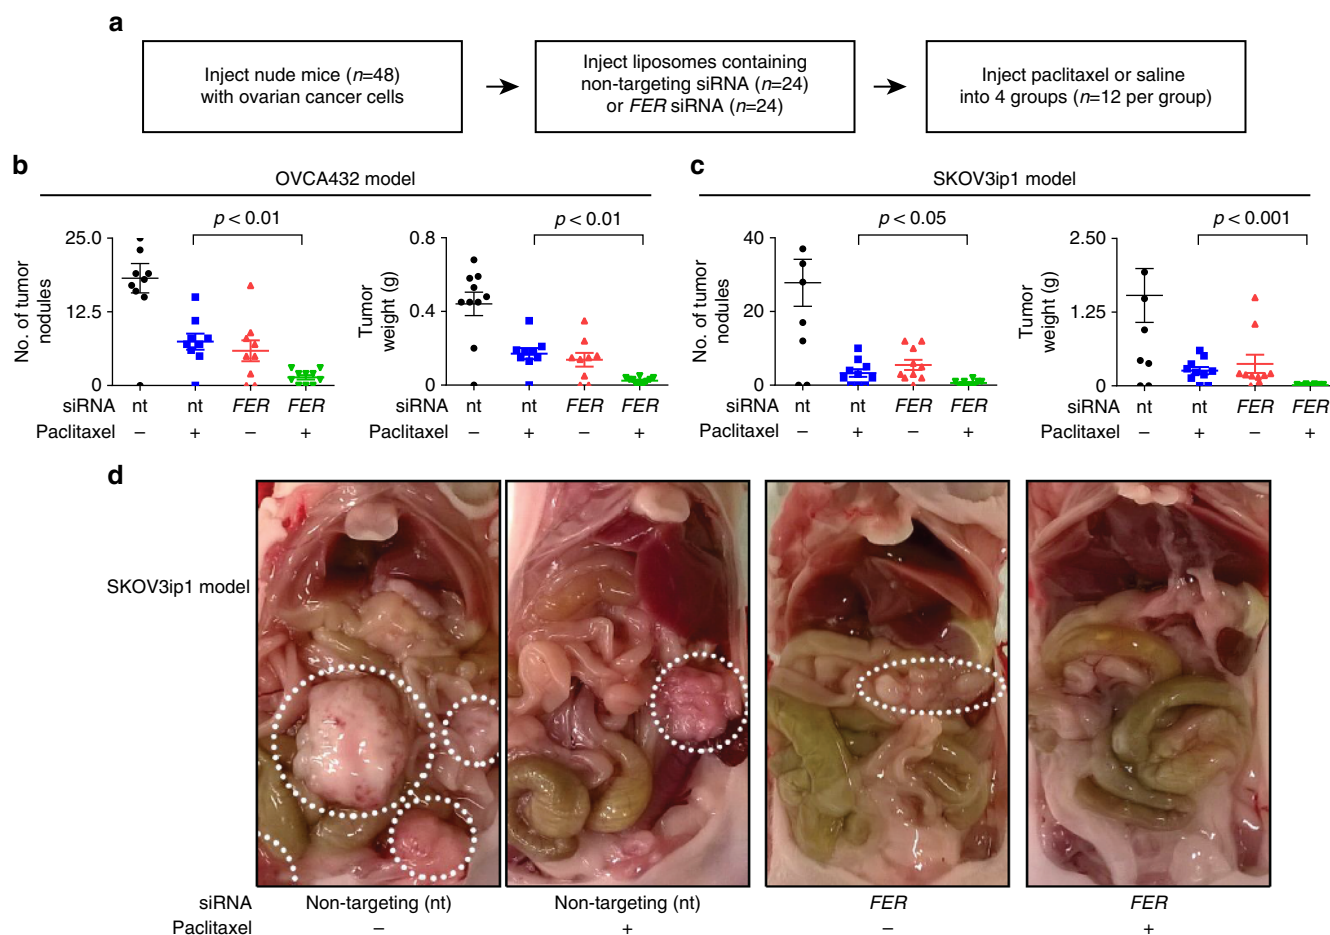 a
Inject nude mice (n=48)
with ovarian cancer cells
Inject liposomes containing
non-targeting siRNA (n=24)
or FER siRNA (n=24)
Inject paclitaxel or saline
into 4 groups (n=12 per group)
b
OVCA432 model
p < 0.01
25.0
12.5
0
No. of tumor
nodules
siRNA nt nt FER FER
Paclitaxel – + – +
p < 0.01
0.8
0.4
0
Tumor
weight (g)
siRNA nt nt FER FER
Paclitaxel – + – +
c
SKOV3ip1 model
p < 0.05
40
20
0
No. of tumor
nodules
siRNA nt nt FER FER
Paclitaxel – + – +
p < 0.001
2.50
1.25
0
Tumor
weight (g)
siRNA nt nt FER FER
Paclitaxel – + – +
d
SKOV3ip1 model
siRNA Non-targeting (nt) Non-targeting (nt) FER FER
Paclitaxel – + – +